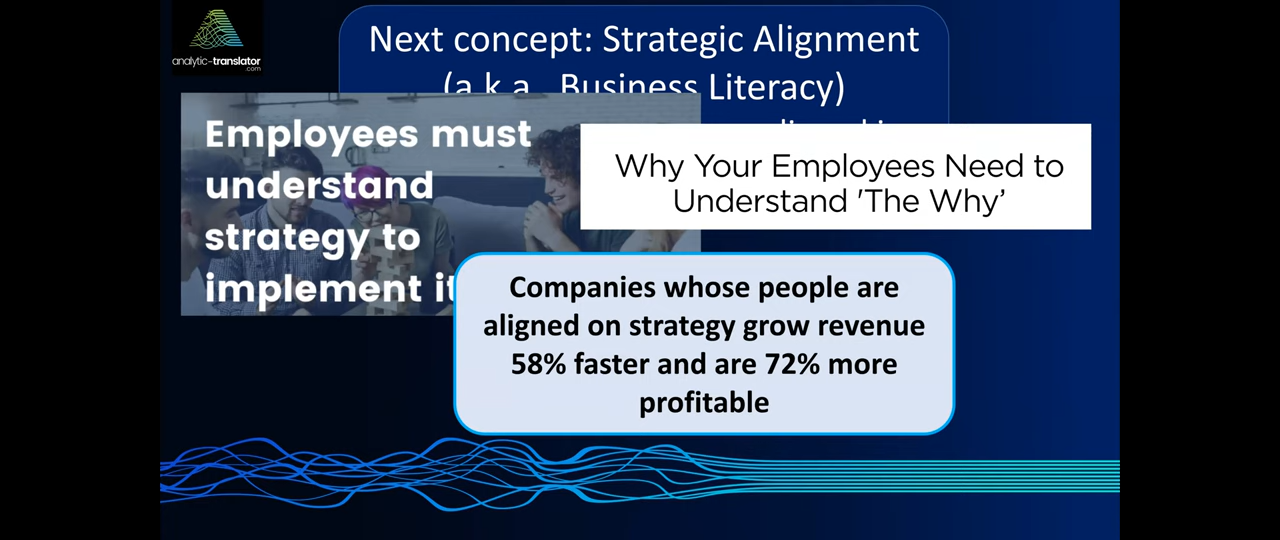 analytic-translator
.com
Next concept: Strategic Alignment
(a.k.a. Business Literacy)
Employees must
understand
strategy to
implement it
Why Your Employees Need to
Understand 'The Why’
Companies whose people are
aligned on strategy grow revenue
58% faster and are 72% more
profitable